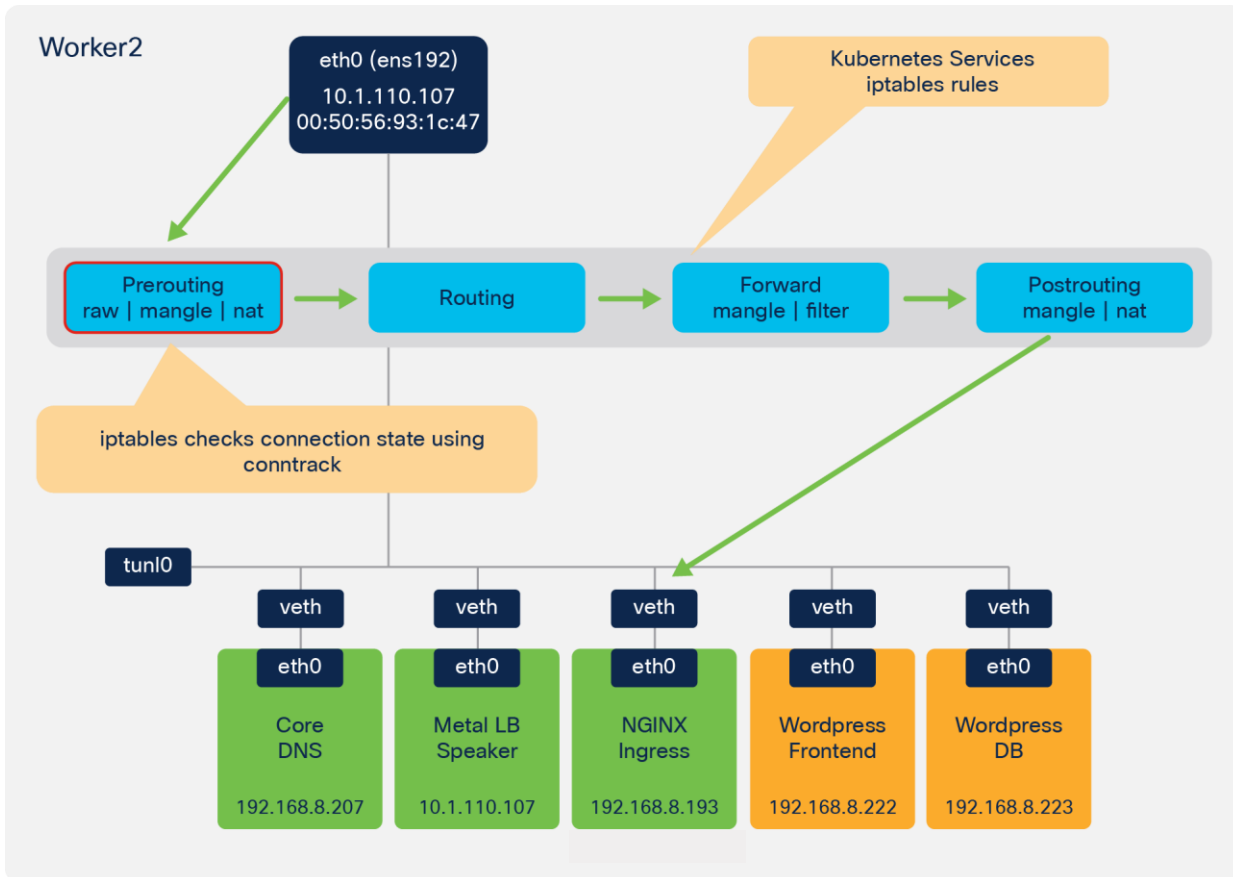 Worker2
eth0 (ens192)
10.1.110.107
00:50:56:93:1c:47
Kubernetes Services
iptables rules
Prerouting
raw | mangle | nat
Routing
Forward
mangle | filter
Postrouting
mangle | nat
iptables checks connection state using
conntrack
tunl0
veth
veth
veth
veth
veth
eth0
eth0
eth0
eth0
eth0
Core
DNS
192.168.8.207
Metal LB
Speaker
10.1.110.107
NGINX
Ingress
192.168.8.193
Wordpress
Frontend
192.168.8.222
Wordpress
DB
192.168.8.223